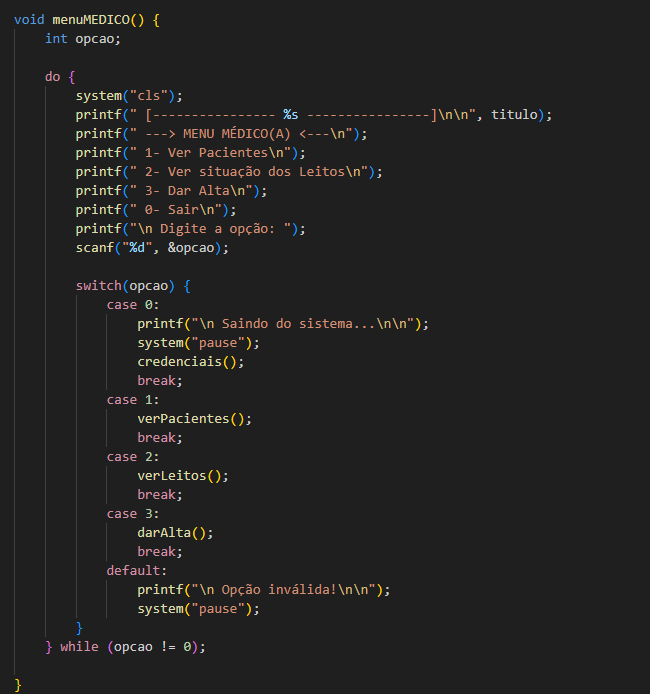 void menuMEDICO() {
    int opcao;

    do {
        system("cls");
        printf(" [---------------- %s ----------------]\n\n", titulo);
        printf(" ---> MENU MÉDICO(A) <---\n");
        printf(" 1- Ver Pacientes\n");
        printf(" 2- Ver situação dos Leitos\n");
        printf(" 3- Dar Alta\n");
        printf(" 0- Sair\n");
        printf("\n Digite a opção: ");
        scanf("%d", &opcao);

        switch(opcao) {
            case 0:
                printf("\n Saindo do sistema...\n\n");
                system("pause");
                credenciais();
                break;
            case 1:
                verPacientes();
                break;
            case 2:
                verLeitos();
                break;
            case 3:
                darAlta();
                break;
            default:
                printf("\n Opção inválida!\n\n");
                system("pause");
        }
    } while (opcao != 0);

}